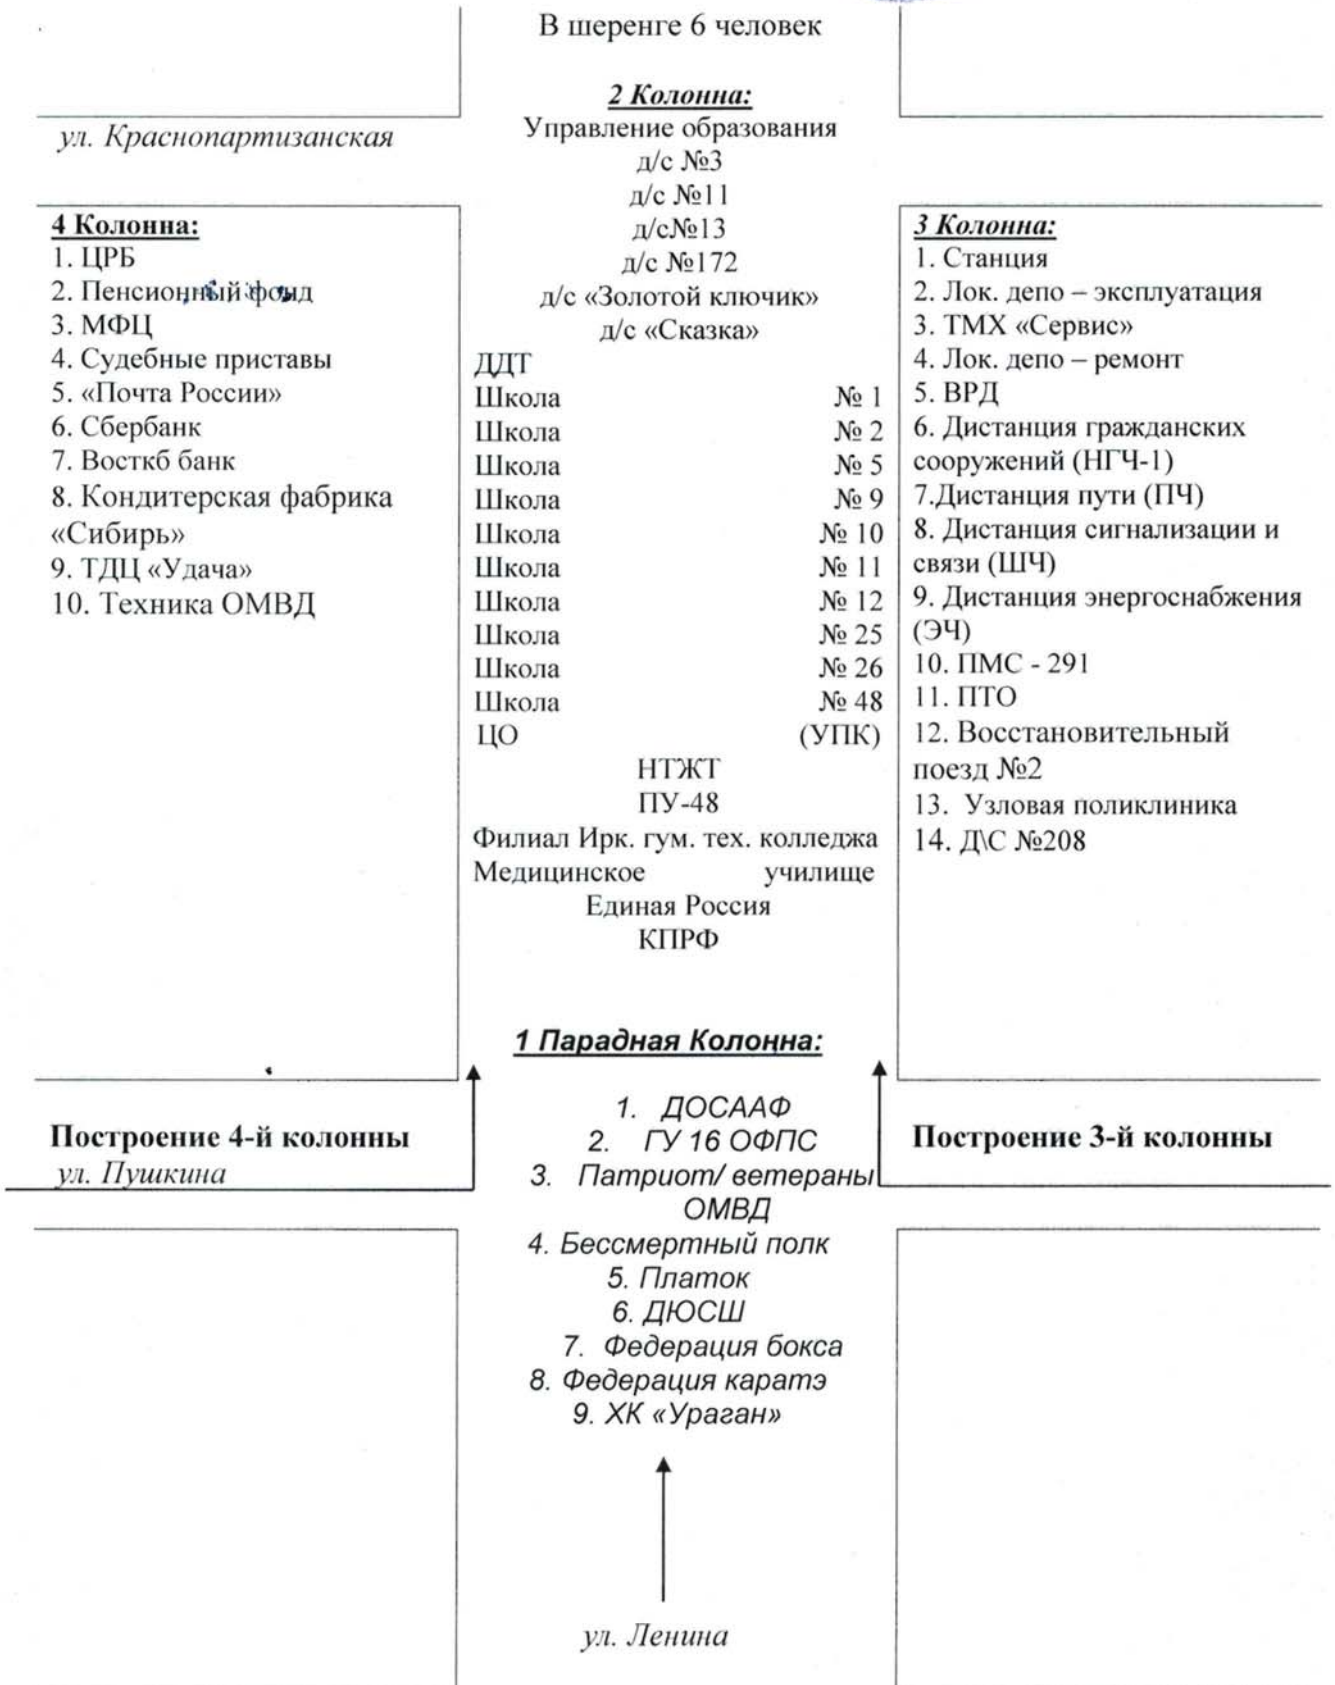 В шеренге 6 человек
ул. Краснопартизанская
2 Колонна:
Управление образования
д/с №3
д/с №11
д/с№13
д/с №172
д/с «Золотой ключик»
д/с «Сказка»
ДДТ
Школа № 1
Школа № 2
Школа № 5
Школа № 9
Школа № 10
Школа № 11
Школа № 12
Школа № 25
Школа № 26
Школа № 48
ЦО (УПК)
НТЖТ
ПУ-48
Филиал Ирк. гум. тех. колледжа
Медицинское училище
Единая Россия
КПРФ
4 Колонна:
1. ЦРБ
2. Пенсионный фонд
3. МФЦ
4. Судебные приставы
5. «Почта России»
6. Сбербанк
7. Восткб банк
8. Кондитерская фабрика
«Сибирь»
9. ТДЦ «Удача»
10. Техника ОМВД
3 Колонна:
1. Станция
2. Лок. депо – эксплуатация
3. ТМХ «Сервис»
4. Лок. депо – ремонт
5. ВРД
6. Дистанция гражданских
сооружений (НГЧ-1)
7.Дистанция пути (ПЧ)
8. Дистанция сигнализации и
связи (ШЧ)
9. Дистанция энергоснабжения
(ЭЧ)
10. ПМС - 291
11. ПТО
12. Восстановительный
поезд №2
13. Узловая поликлиника
14. Д\С №208
1 Парадная Колонна:
1. ДОСААФ
2. ГУ 16 ОФПС
3. Патриот/ ветераны
ОМВД
4. Бессмертный полк
5. Платок
6. ДЮСШ
7. Федерация бокса
8. Федерация каратэ
9. ХК «Ураган»
Построение 4-й колонны
ул. Пушкина
Построение 3-й колонны
ул. Ленина